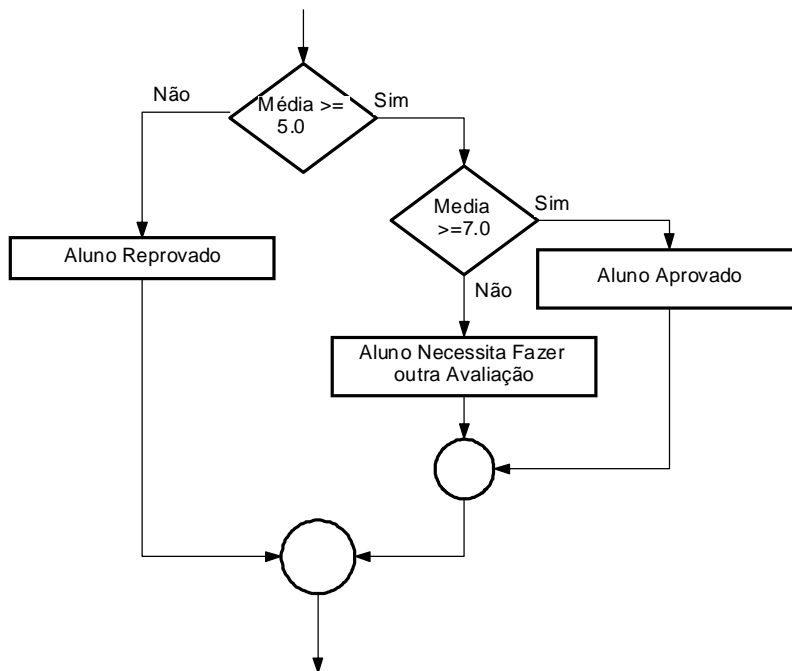 Não
Média >=
5.0
Sim
Media
>=7.0
Sim
Não
Aluno Reprovado
Aluno Aprovado
Aluno Necessita Fazer
outra Avaliação